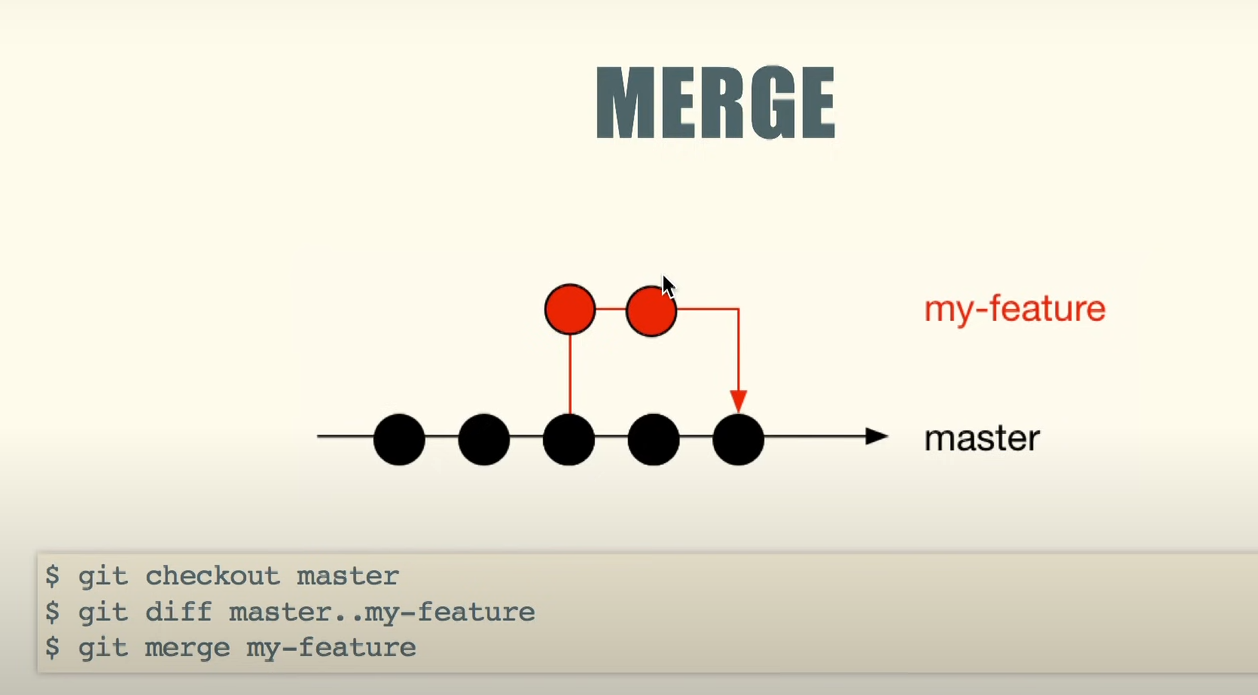 MERGE
my-feature
master
$ git checkout master
$ git diff master..my-feature
$ git merge my-feature